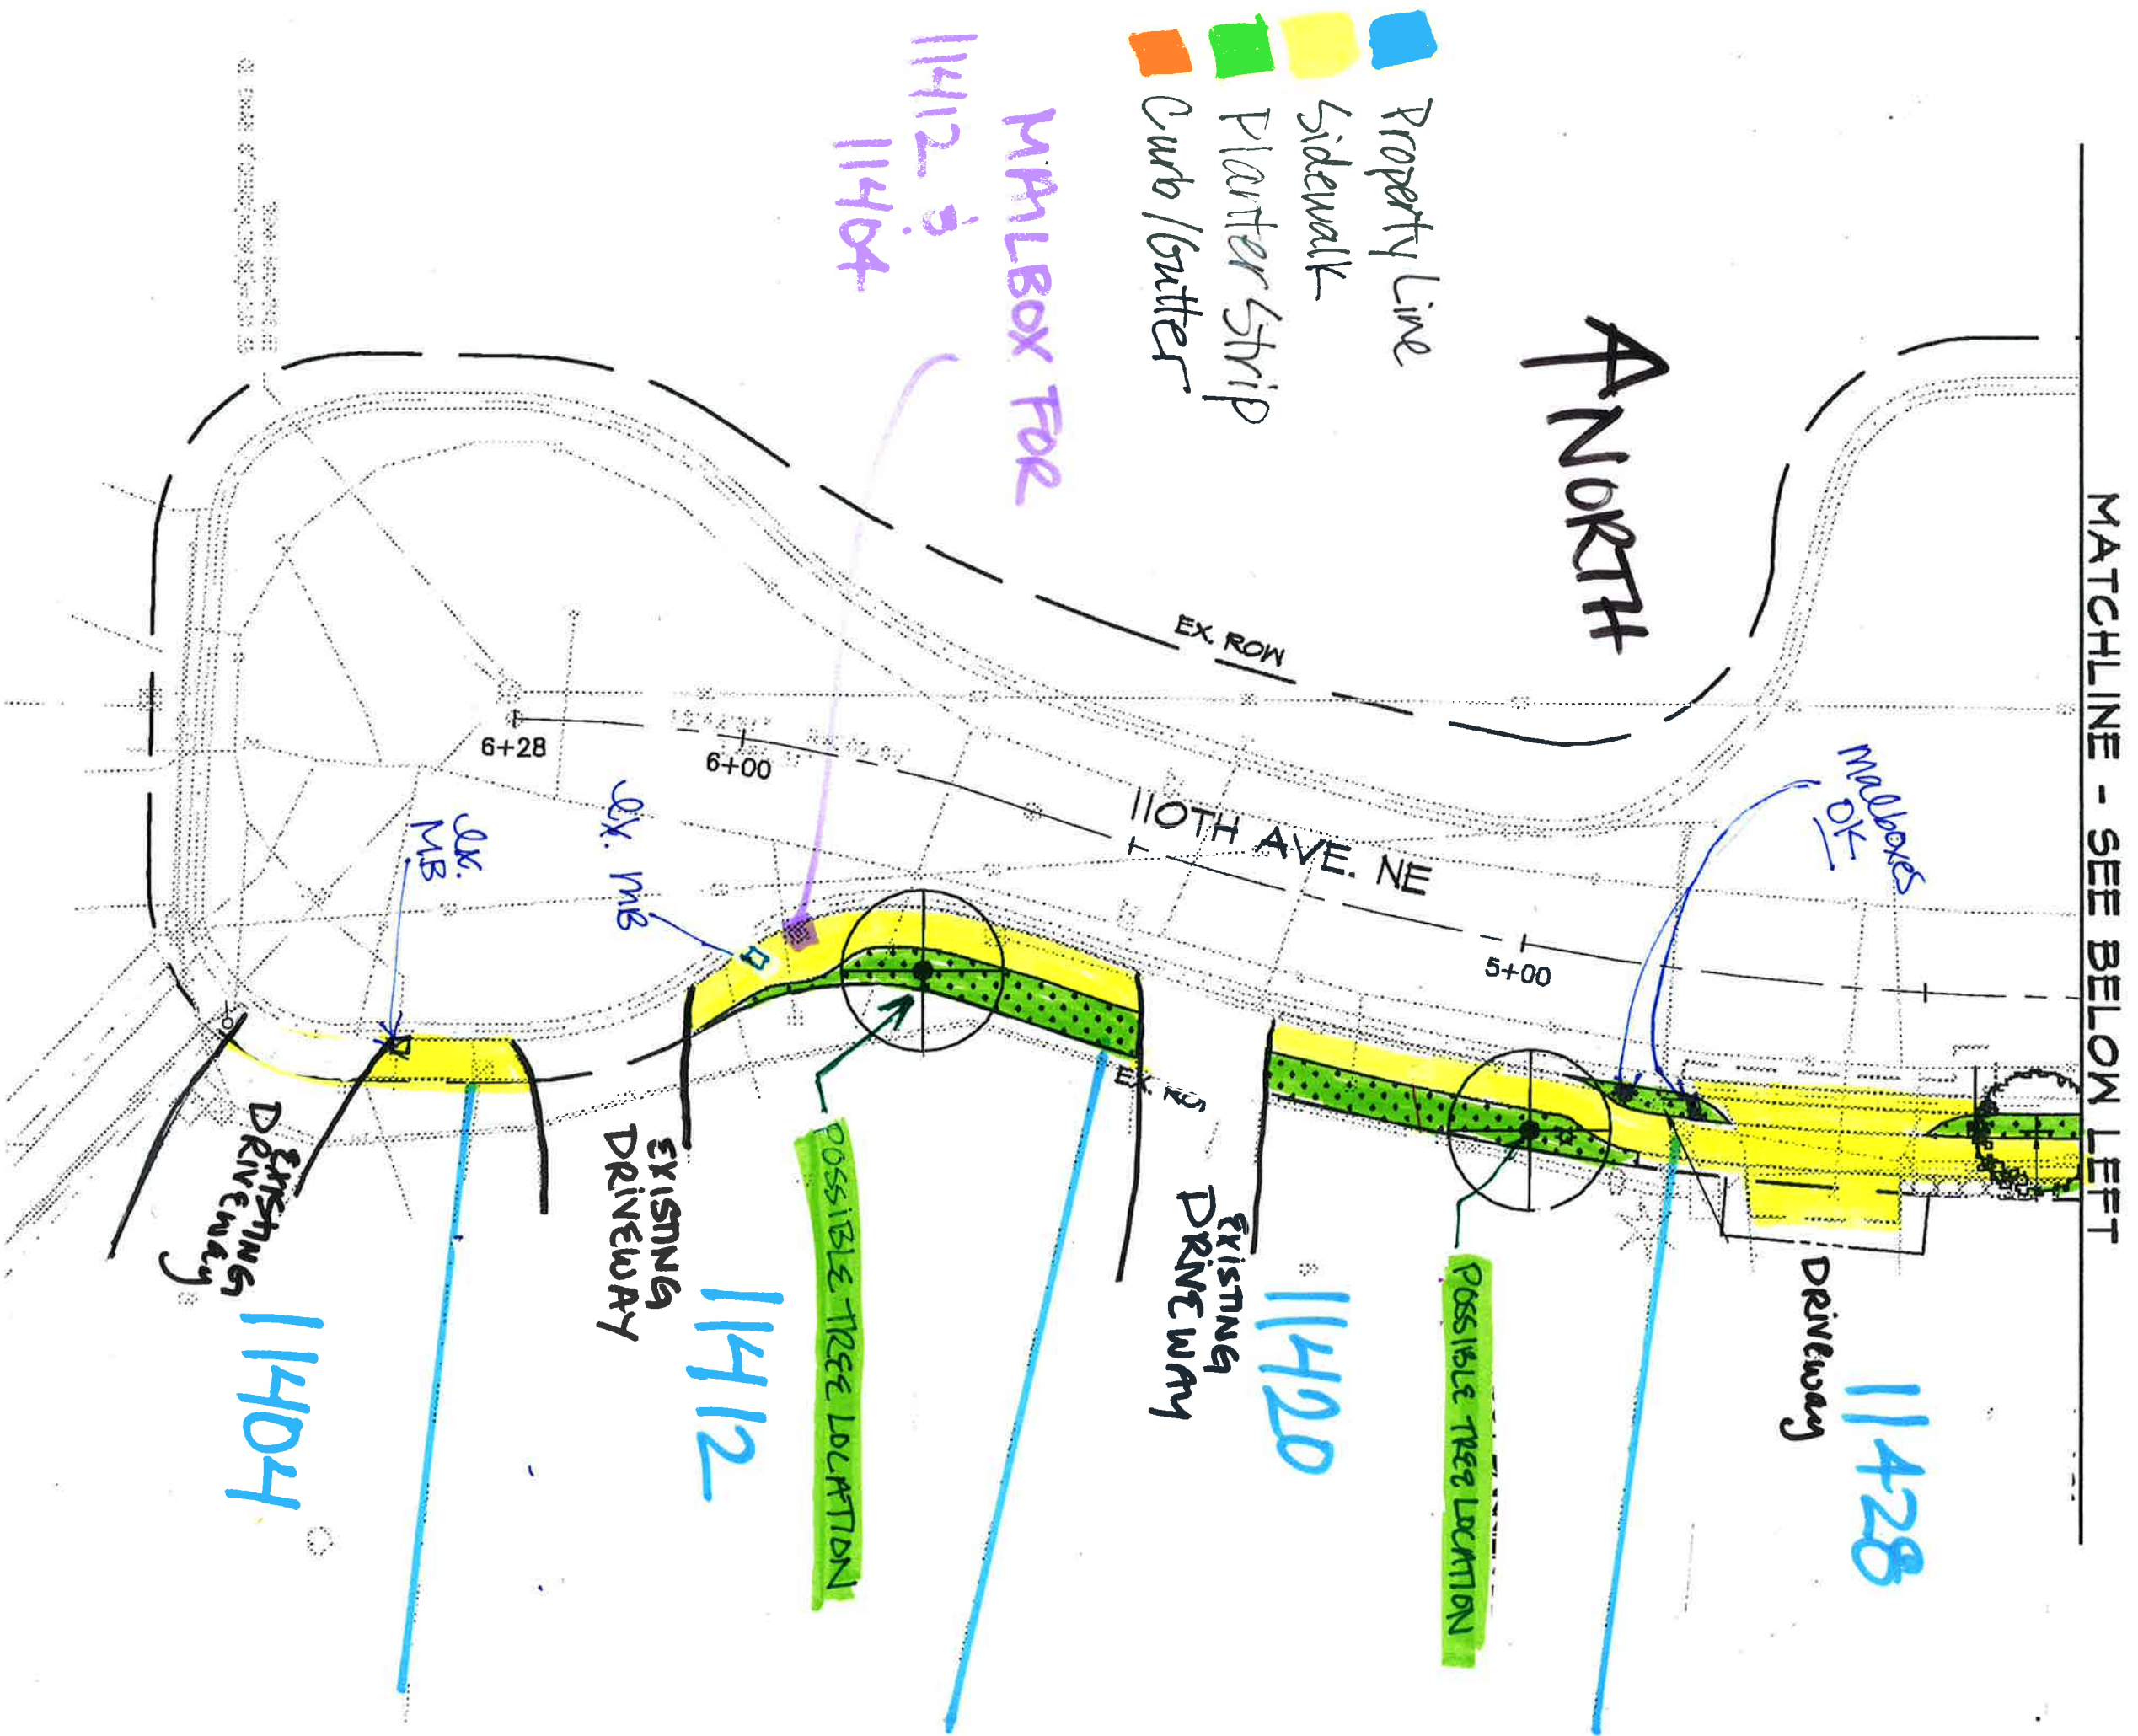 Property Line
Sidewalk
Planter Strip
Curb/Gutter
MAILBOX FOR
11412 &
11404
NORTH
MATCHLINE - SEE BELOW LEFT
EX. ROW
6+28
6+00
110TH AVE. NE
5+00
mailboxes
OK
ex.
MB
ex. MB
EX.
EXISTING
DRIVEWAY
EXISTING
DRIVEWAY
EXISTING
DRIVEWAY
DRIVEWAY
POSSIBLE TREE LOCATION
POSSIBLE TREE LOCATION
11404
11412
11420
11428